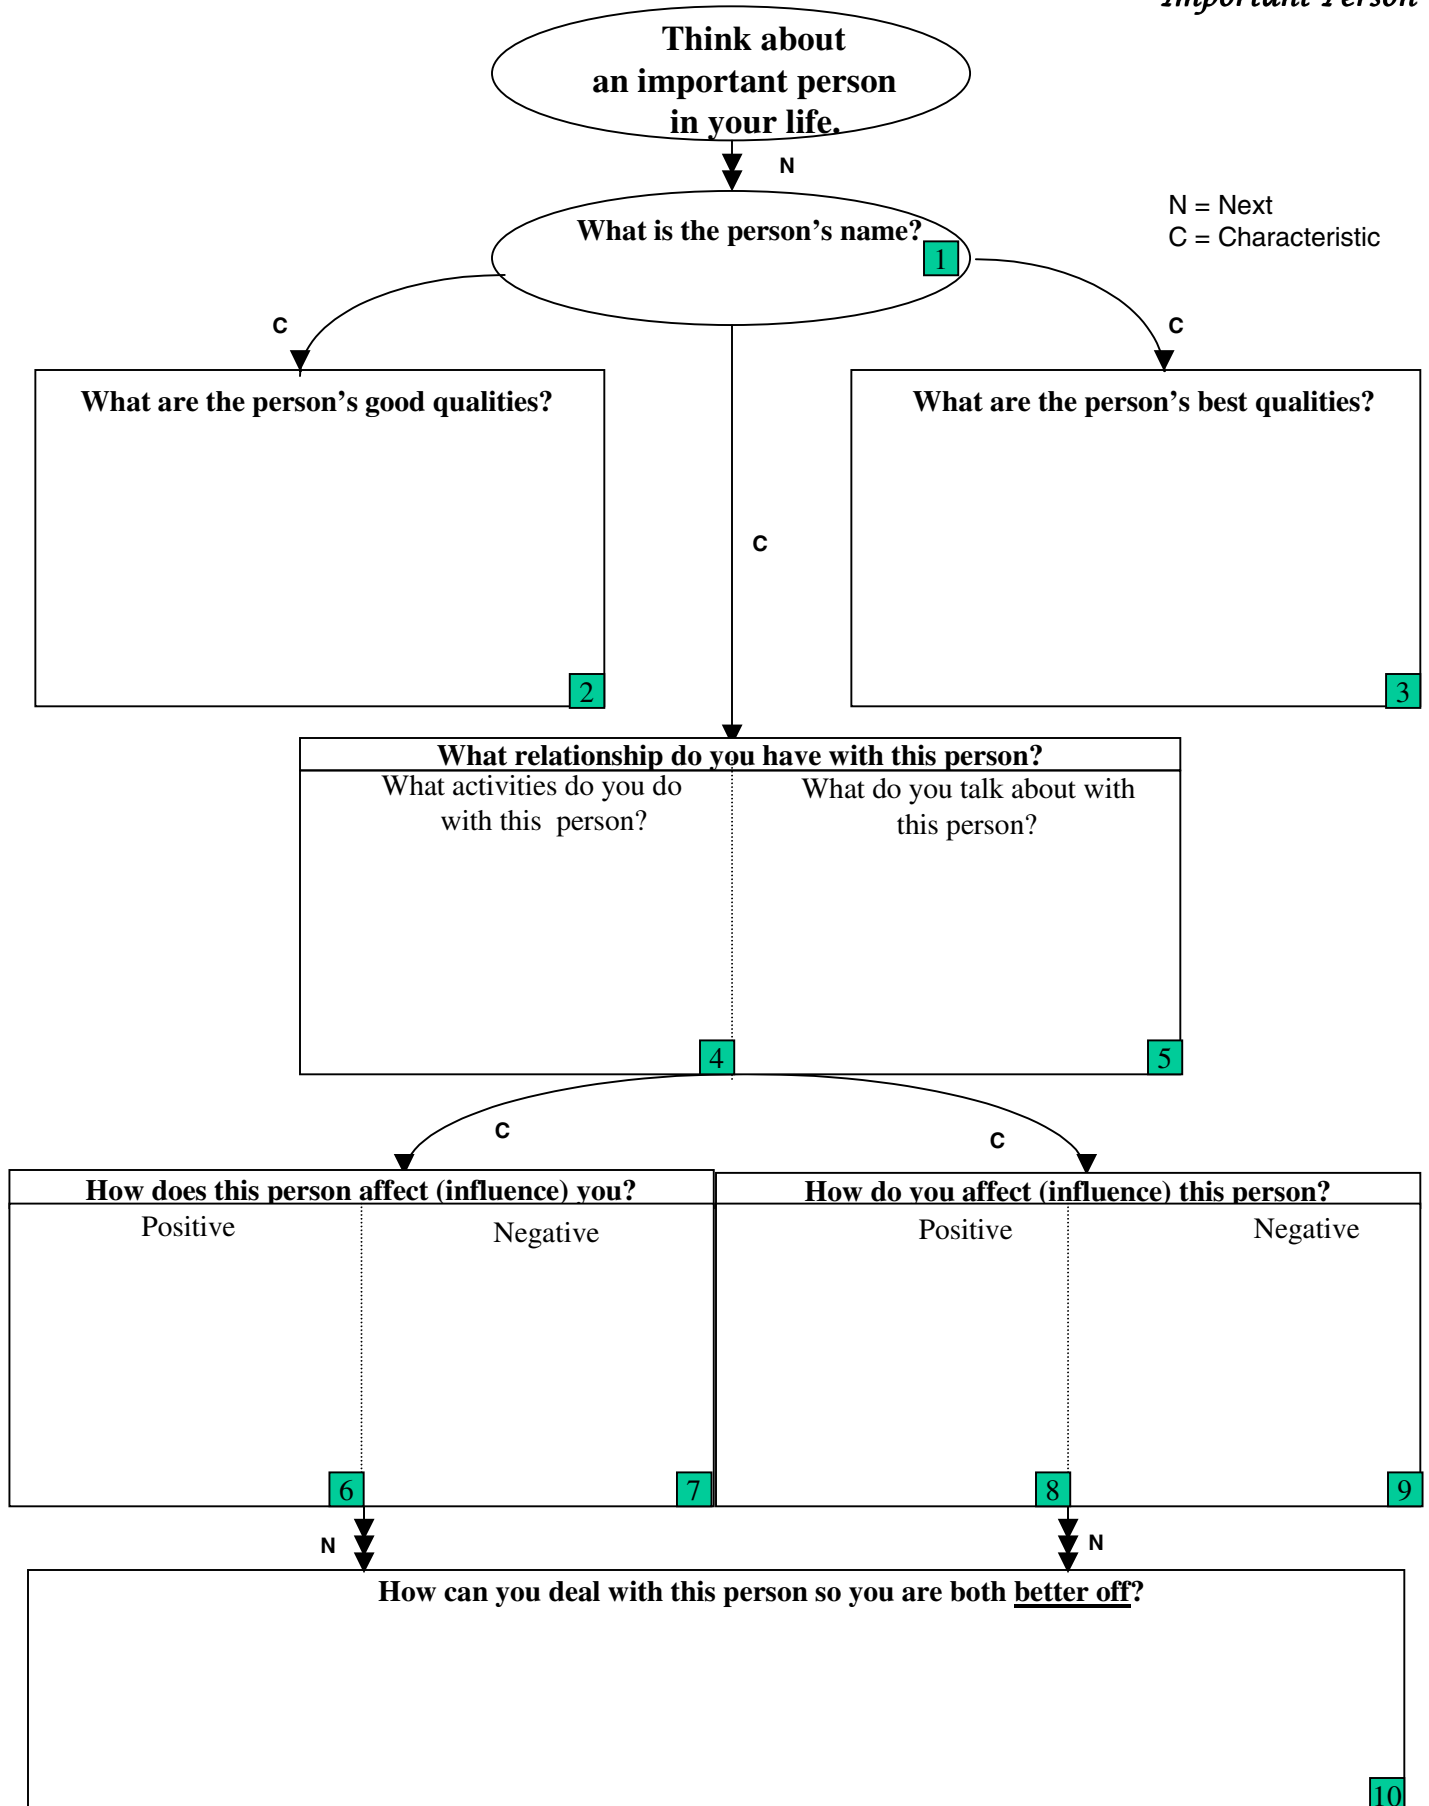 Important Person
Think about
an important person
in your life.
N
What is the person's name?
1
N = Next
C = Characteristic
C
C
What are the person's good qualities?
2
What are the person's best qualities?
3
C
What relationship do you have with this person?
What activities do you do
with this  person?
4
What do you talk about with
this person?
5
C
C
How does this person affect (influence) you?
Positive
6
Negative
7
How do you affect (influence) this person?
Positive
8
Negative
9
N
N
How can you deal with this person so you are both better off?
10